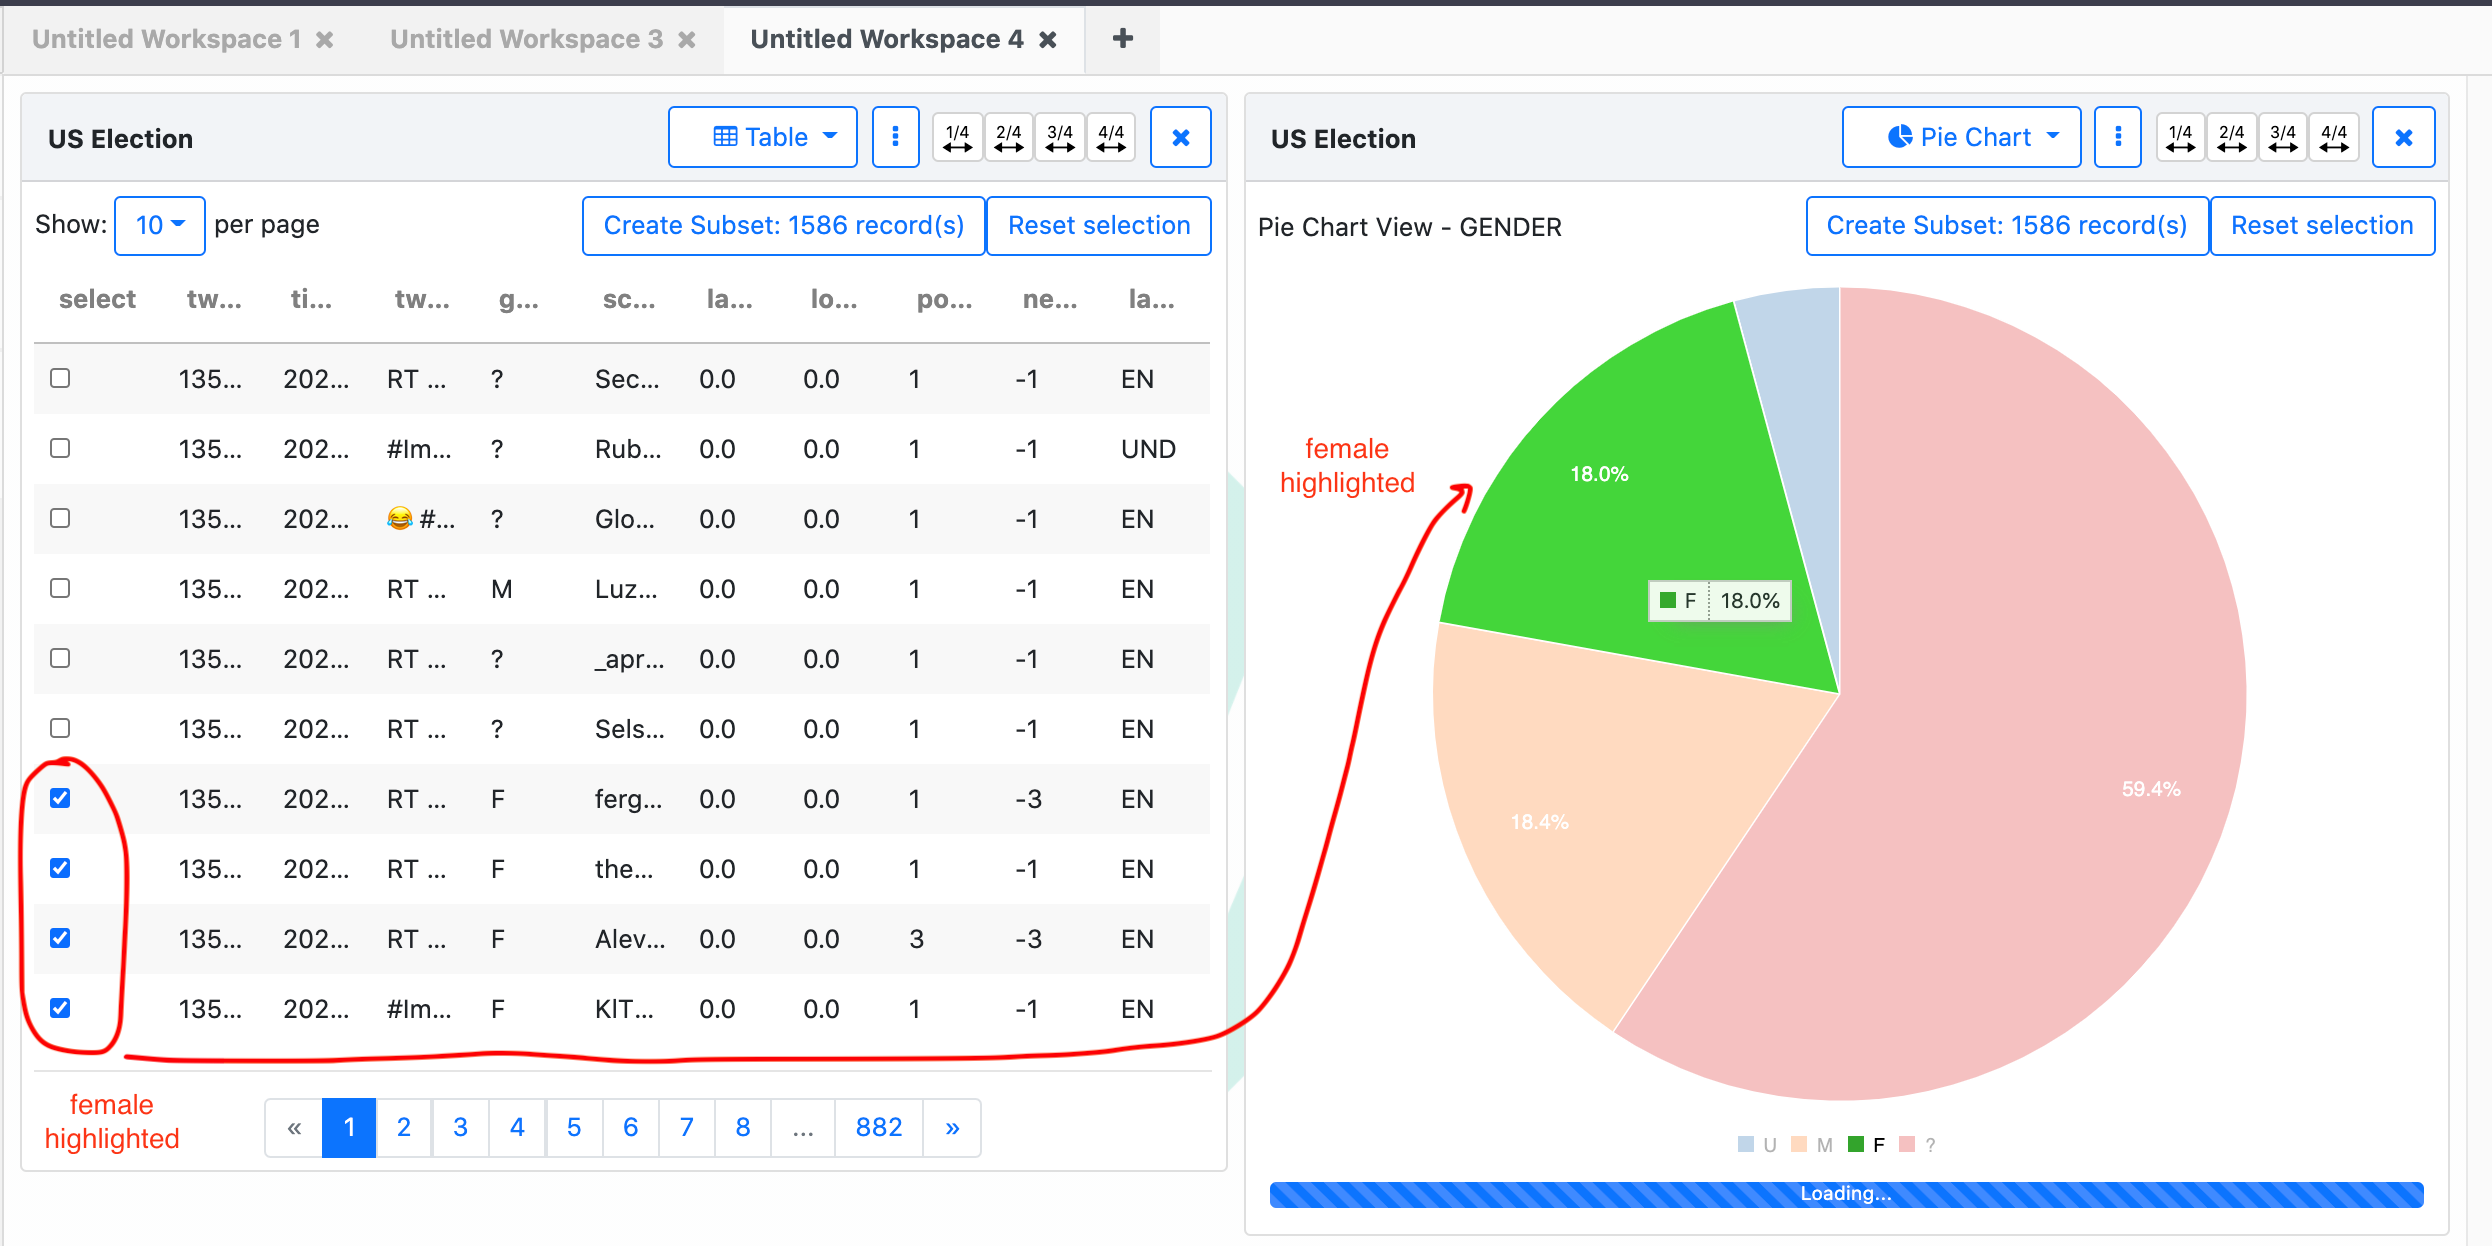 Untitled Workspace 1 ✖ Untitled Workspace 3 ✖ Untitled Workspace 4 ✖ +
US Election Table 1/4 2/4 3/4 4/4 ✖
Show: 10 per page Create Subset: 1586 record(s) Reset selection
select tw... ti... tw... g... sc... la... lo... po... ne... la...
135... 202... RT ... ? Sec... 0.0 0.0 1 -1 EN
135... 202... #Im... ? Rub... 0.0 0.0 1 -1 UND
135... 202... 😂 #... ? Glo... 0.0 0.0 1 -1 EN
135... 202... RT ... M Luz... 0.0 0.0 1 -1 EN
135... 202... RT ... ? _apr... 0.0 0.0 1 -1 EN
135... 202... RT ... ? Sels... 0.0 0.0 1 -1 EN
135... 202... RT ... F ferg... 0.0 0.0 1 -3 EN
135... 202... RT ... F the... 0.0 0.0 1 -1 EN
135... 202... RT ... F Alev... 0.0 0.0 3 -3 EN
135... 202... #Im... F KlT... 0.0 0.0 1 -1 EN
female
highlighted
« 1 2 3 4 5 6 7 8 ... 882 »
US Election Pie Chart 1/4 2/4 3/4 4/4 ✖
Pie Chart View - GENDER Create Subset: 1586 record(s) Reset selection
female
highlighted
18.0%
F 18.0%
59.4%
18.4%
U M F ?
Loading...